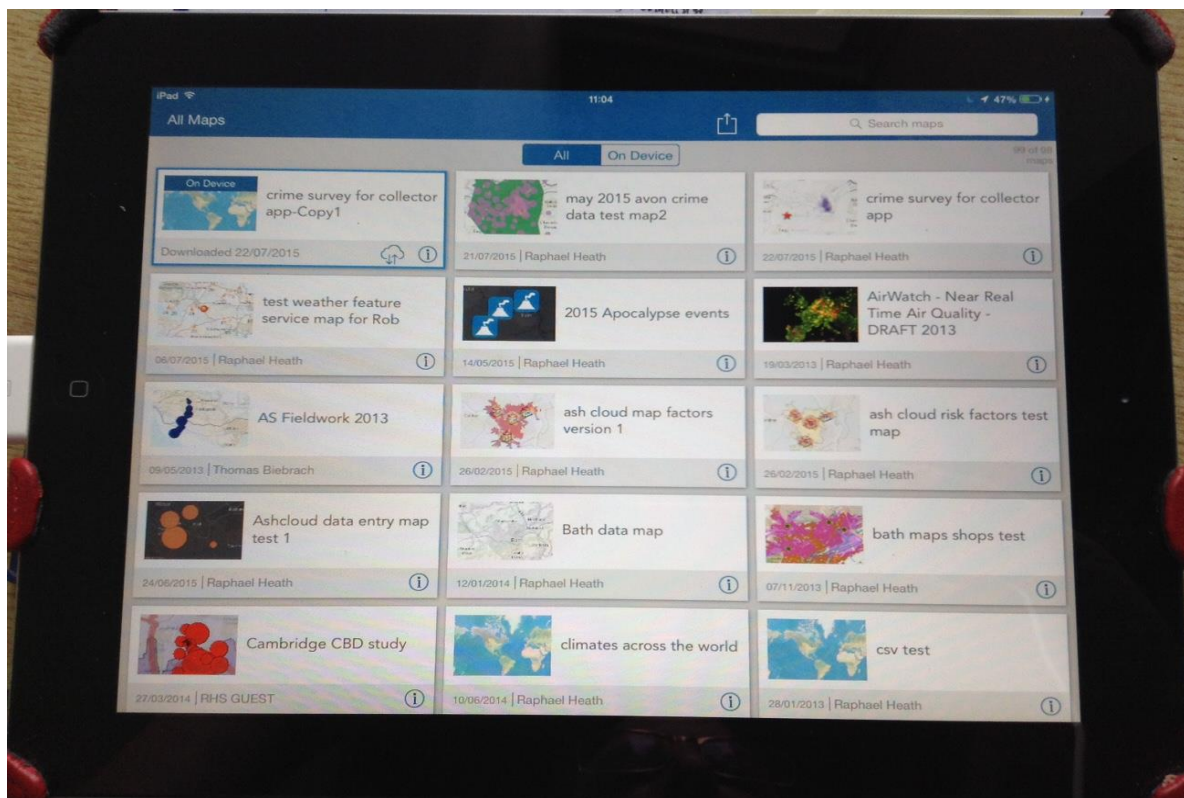 iPad
11:04
47%
All Maps
Search maps
All
On Device
99 of 98
maps
On Device
crime survey for collector
app-Copy1
Downloaded 22/07/2015
may 2015 avon crime
data test map2
21/07/2015 | Raphael Heath
crime survey for collector
app
22/07/2015 | Raphael Heath
test weather feature
service map for Rob
06/07/2015 | Raphael Heath
2015 Apocalypse events
14/05/2015 | Raphael Heath
AirWatch - Near Real
Time Air Quality -
DRAFT 2013
19/03/2013 | Raphael Heath
AS Fieldwork 2013
09/05/2013 | Thomas Biebrach
ash cloud map factors
version 1
26/02/2015 | Raphael Heath
ash cloud risk factors test
map
26/02/2015 | Raphael Heath
Ashcloud data entry map
test 1
24/06/2015 | Raphael Heath
Bath data map
12/01/2014 | Raphael Heath
bath maps shops test
07/11/2013 | Raphael Heath
Cambridge CBD study
27/03/2014 | RHS GUEST
climates across the world
10/06/2014 | Raphael Heath
csv test
28/01/2013 | Raphael Heath